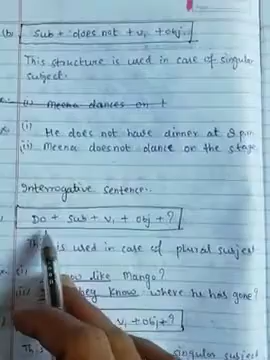 (b) Sub + does not + v₁ + obj.
This structure is used in case of singular
subject.
(i) Meena dances on t
(i) He does not have dinner at 8 p.m
(ii) Meena does not dance on the stage
Interrogative sentence:-
Do + Sub + v₁ + obj + ?
is used in case of plural subject
like Mango?
(ii) they know where he has gone?
v₁ + obj + ?
singular subject